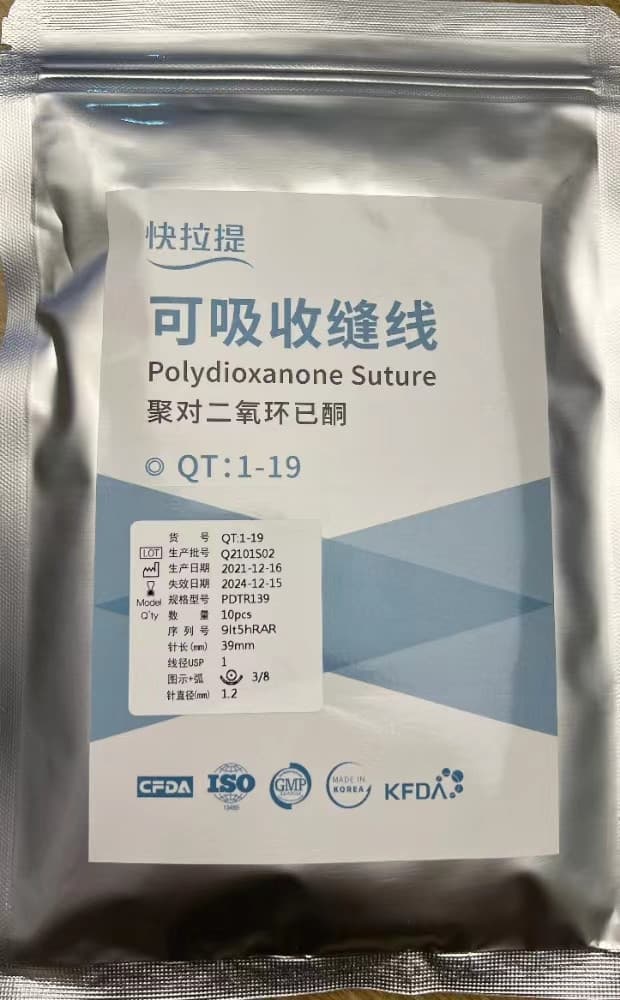 快拉提
可吸收缝线
Polydioxanone Suture
聚对二氧环已酮
QT:1-19
货 号 QT:1-19
LOT 生产批号 Q2101S02
生产日期 2021-12-16
失效日期 2024-12-15
Model 规格型号 PDTR139
Q'ty 数 量 10pcs
序 列 号 9lt5hRAR
针长(mm) 39mm
线径USP 1
图示+弧 3/8
针直径(mm) 1.2
CFDA
ISO
13485
GMP
MADE IN
KOREA
KFDA